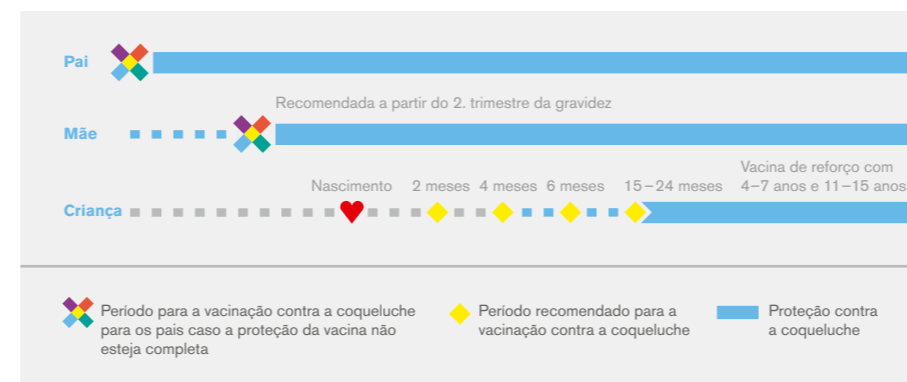 Pai
Recomendada a partir do 2. trimestre da gravidez
Mãe
Vacina de reforço com
Nascimento 2 meses 4 meses 6 meses 15–24 meses 4–7 anos e 11–15 anos
Criança
Período para a vacinação contra a coqueluche
para os pais caso a proteção da vacina não
esteja completa
Período recomendado para a
vacinação contra a coqueluche
Proteção contra
a coqueluche